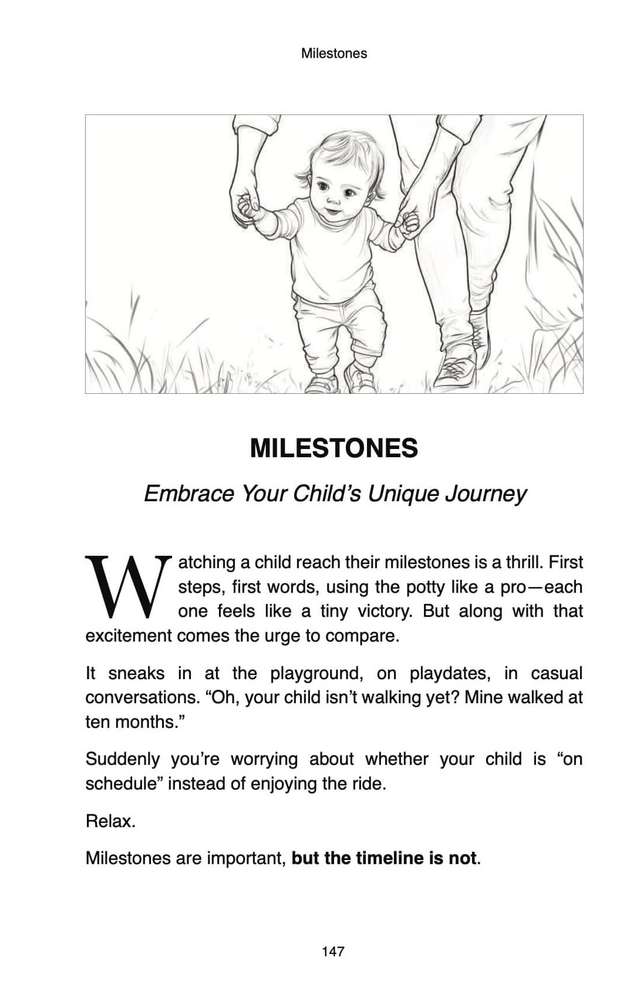 Milestones
MILESTONES
Embrace Your Child’s Unique Journey
Watching a child reach their milestones is a thrill. First
steps, first words, using the potty like a pro—each
one feels like a tiny victory. But along with that
excitement comes the urge to compare.
It sneaks in at the playground, on playdates, in casual
conversations. “Oh, your child isn’t walking yet? Mine walked at
ten months.”
Suddenly you’re worrying about whether your child is “on
schedule” instead of enjoying the ride.
Relax.
Milestones are important, but the timeline is not.
147